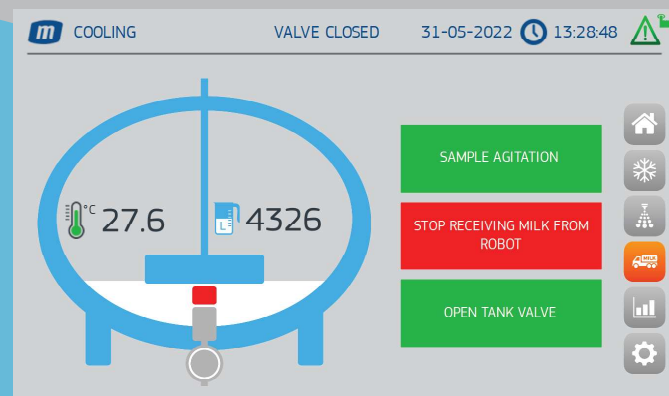 m COOLING VALVE CLOSED 31-05-2022 13:28:48
SAMPLE AGITATION
°C 27.6 L 4326
STOP RECEIVING MILK FROM
ROBOT
MILK
OPEN TANK VALVE